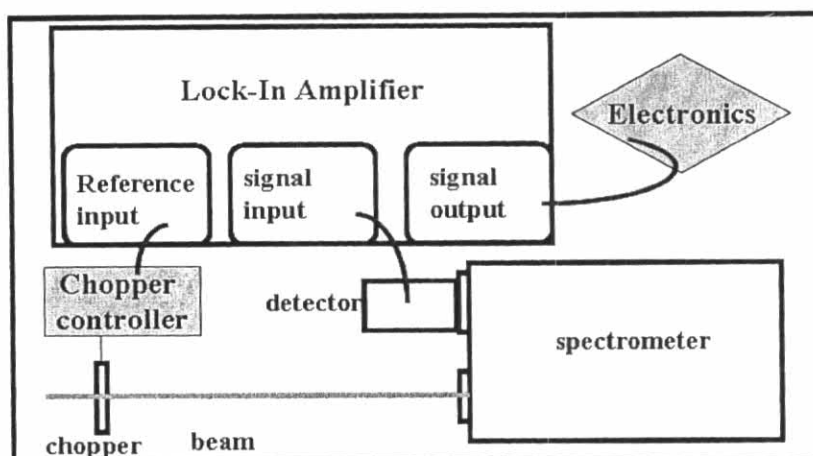 Lock-In Amplifier
Electronics
Reference
input
signal
input
signal
output
Chopper
controller
detector
spectrometer
chopper
beam